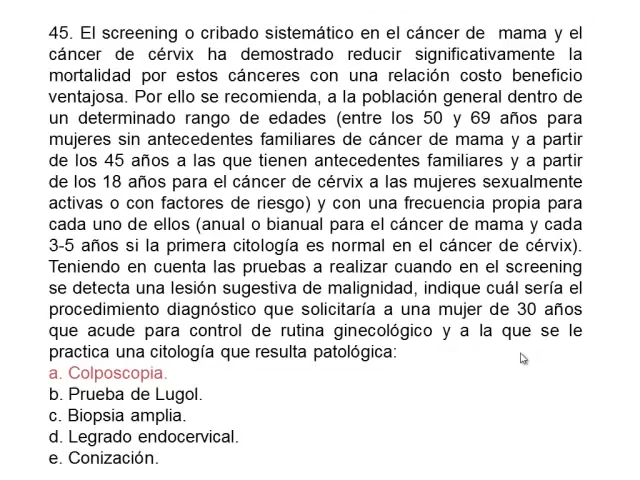 45. El screening o cribado sistemático en el cáncer de mama y el
cáncer de cérvix ha demostrado reducir significativamente la
mortalidad por estos cánceres con una relación costo beneficio
ventajosa. Por ello se recomienda, a la población general dentro de
un determinado rango de edades (entre los 50 y 69 años para
mujeres sin antecedentes familiares de cáncer de mama y a partir
de los 45 años a las que tienen antecedentes familiares y a partir
de los 18 años para el cáncer de cérvix a las mujeres sexualmente
activas o con factores de riesgo) y con una frecuencia propia para
cada uno de ellos (anual o bianual para el cáncer de mama y cada
3-5 años si la primera citología es normal en el cáncer de cérvix).
Teniendo en cuenta las pruebas a realizar cuando en el screening
se detecta una lesión sugestiva de malignidad, indique cuál sería el
procedimiento diagnóstico que solicitaría a una mujer de 30 años
que acude para control de rutina ginecológico y a la que se le
practica una citología que resulta patológica:
a. Colposcopia.
b. Prueba de Lugol.
c. Biopsia amplia.
d. Legrado endocervical.
e. Conización.